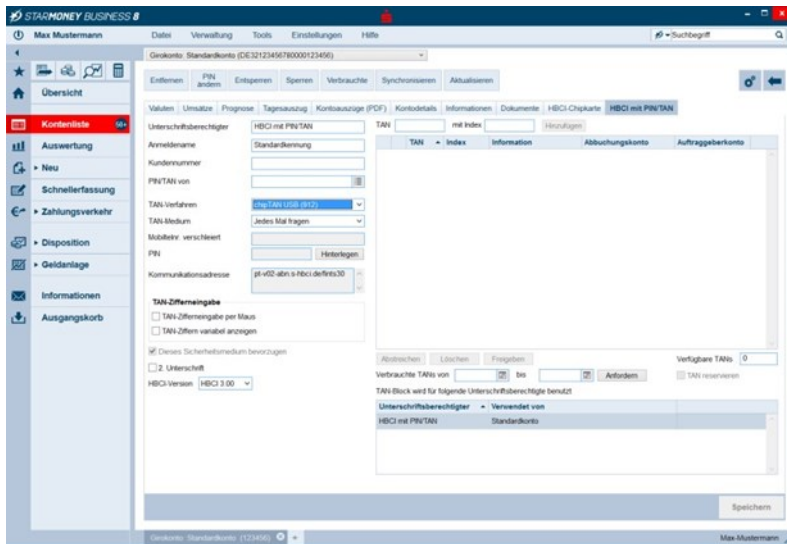 STARMONEY BUSINESS 8
Max Mustermann Datei Verwaltung Tools Einstellungen Hilfe Suchbegriff
Girokonto: Standardkonto (DE32123456780000123456)
Entfernen PIN ändern Entsperren Sperren Verbrauchte Synchronisieren Aktualisieren
Übersicht
Kontenliste
Auswertung
Neu
Schnellerfassung
Zahlungsverkehr
Disposition
Geldanlage
Informationen
Ausgangskorb
Valuten Umsätze Prognose Tagesauszug Kontoauszüge (PDF) Kontodetails Informationen Dokumente HBCI-Chipkarte HBCI mit PIN/TAN
Unterschriftsberechtigter HBCI mit PIN/TAN
Anmeldename Standardkennung
Kundennummer
PIN/TAN von
TAN-Verfahren chipTAN USB (912)
TAN-Medium Jedes Mal fragen
Mobiltelnr. verschleiert
PIN Hinterlegen
Kommunikationsadresse pt-v02-abn.s-hbci.de/fints30
TAN-Zifferneingabe
TAN-Zifferneingabe per Maus
TAN-Ziffern variabel anzeigen
Dieses Sicherheitsmedium bevorzugen
2. Unterschrift
HBCI-Version HBCI 3.00
TAN mit Index Hinzufügen
TAN Index Information Abbuchungskonto Auftraggeberkonto
Abstreichen Löschen Freigeben Verfügbare TANs 0
Verbrauchte TANs von bis Anfordern TAN reservieren
TAN-Block wird für folgende Unterschriftsberechtigte benutzt
Unterschriftsberechtigter Verwendet von
HBCI mit PIN/TAN Standardkonto
Speichern
Girokonto: Standardkonto (123456) +
Max-Mustermann